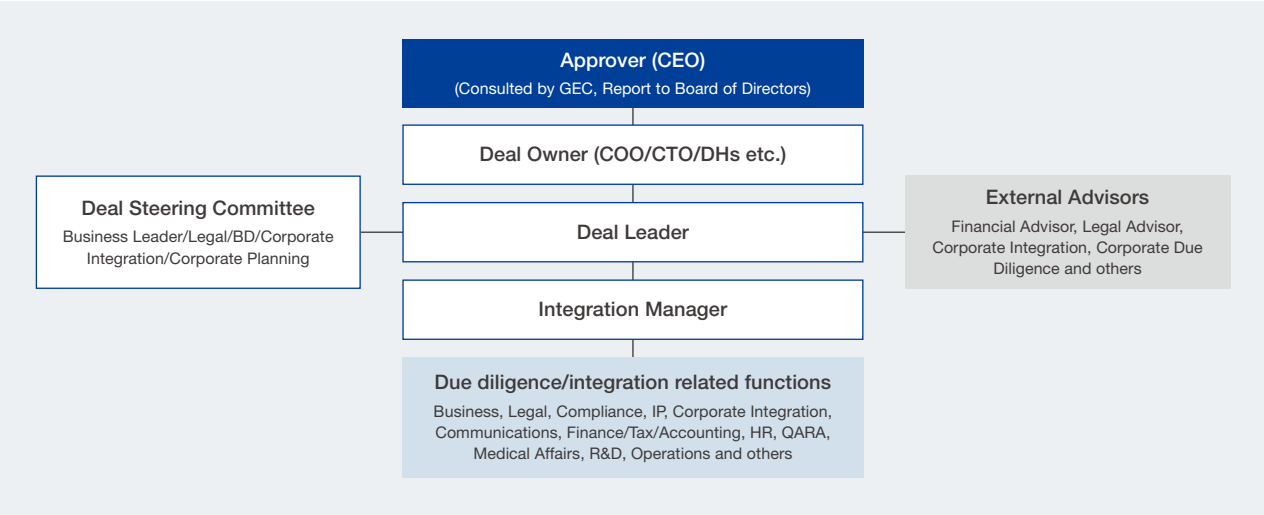 Approver (CEO)
(Consulted by GEC, Report to Board of Directors)
Deal Owner (COO/CTO/DHs etc.)
Deal Steering Committee
Business Leader/Legal/BD/Corporate
Integration/Corporate Planning
Deal Leader
External Advisors
Financial Advisor, Legal Advisor,
Corporate Integration, Corporate Due
Diligence and others
Integration Manager
Due diligence/integration related functions
Business, Legal, Compliance, IP, Corporate Integration,
Communications, Finance/Tax/Accounting, HR, QARA,
Medical Affairs, R&D, Operations and others